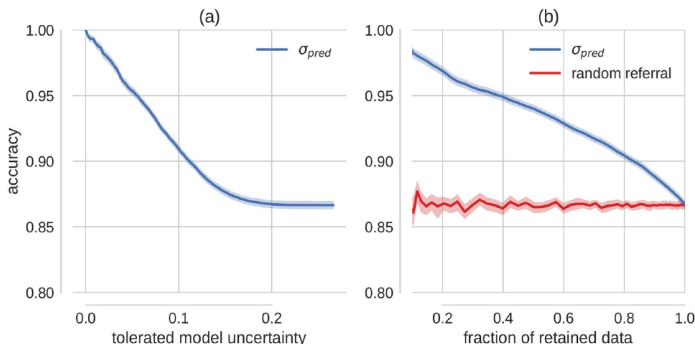 (a)
(b)
1.00
0.95
0.90
0.85
0.80
accuracy
σpred
0.0 0.1 0.2
tolerated model uncertainty
1.00
0.95
0.90
0.85
0.80
σpred
random referral
0.2 0.4 0.6 0.8 1.0
fraction of retained data